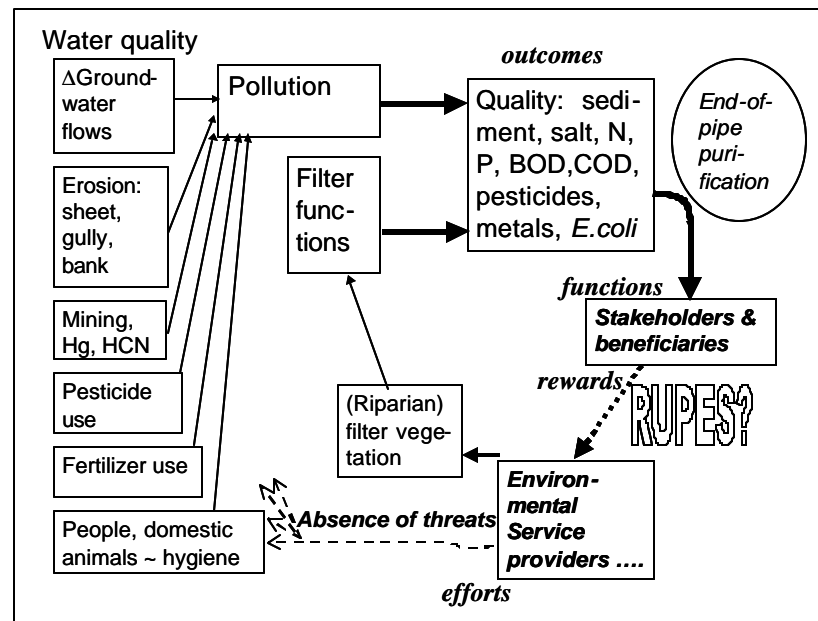 Water quality
ΔGround-
water
flows
Erosion:
sheet,
gully,
bank
Mining,
Hg, HCN
Pesticide
use
Fertilizer use
People, domestic
animals ~ hygiene
Pollution
Filter
func-
tions
(Riparian)
filter vege-
tation
outcomes
Quality: sedi-
ment, salt, N,
P, BOD,COD,
pesticides,
metals, E.coli
End-of-
pipe
puri-
fication
functions
Stakeholders &
beneficiaries
rewards
RUPES?
Environ-
mental
Service
providers ....
Absence of threats
efforts